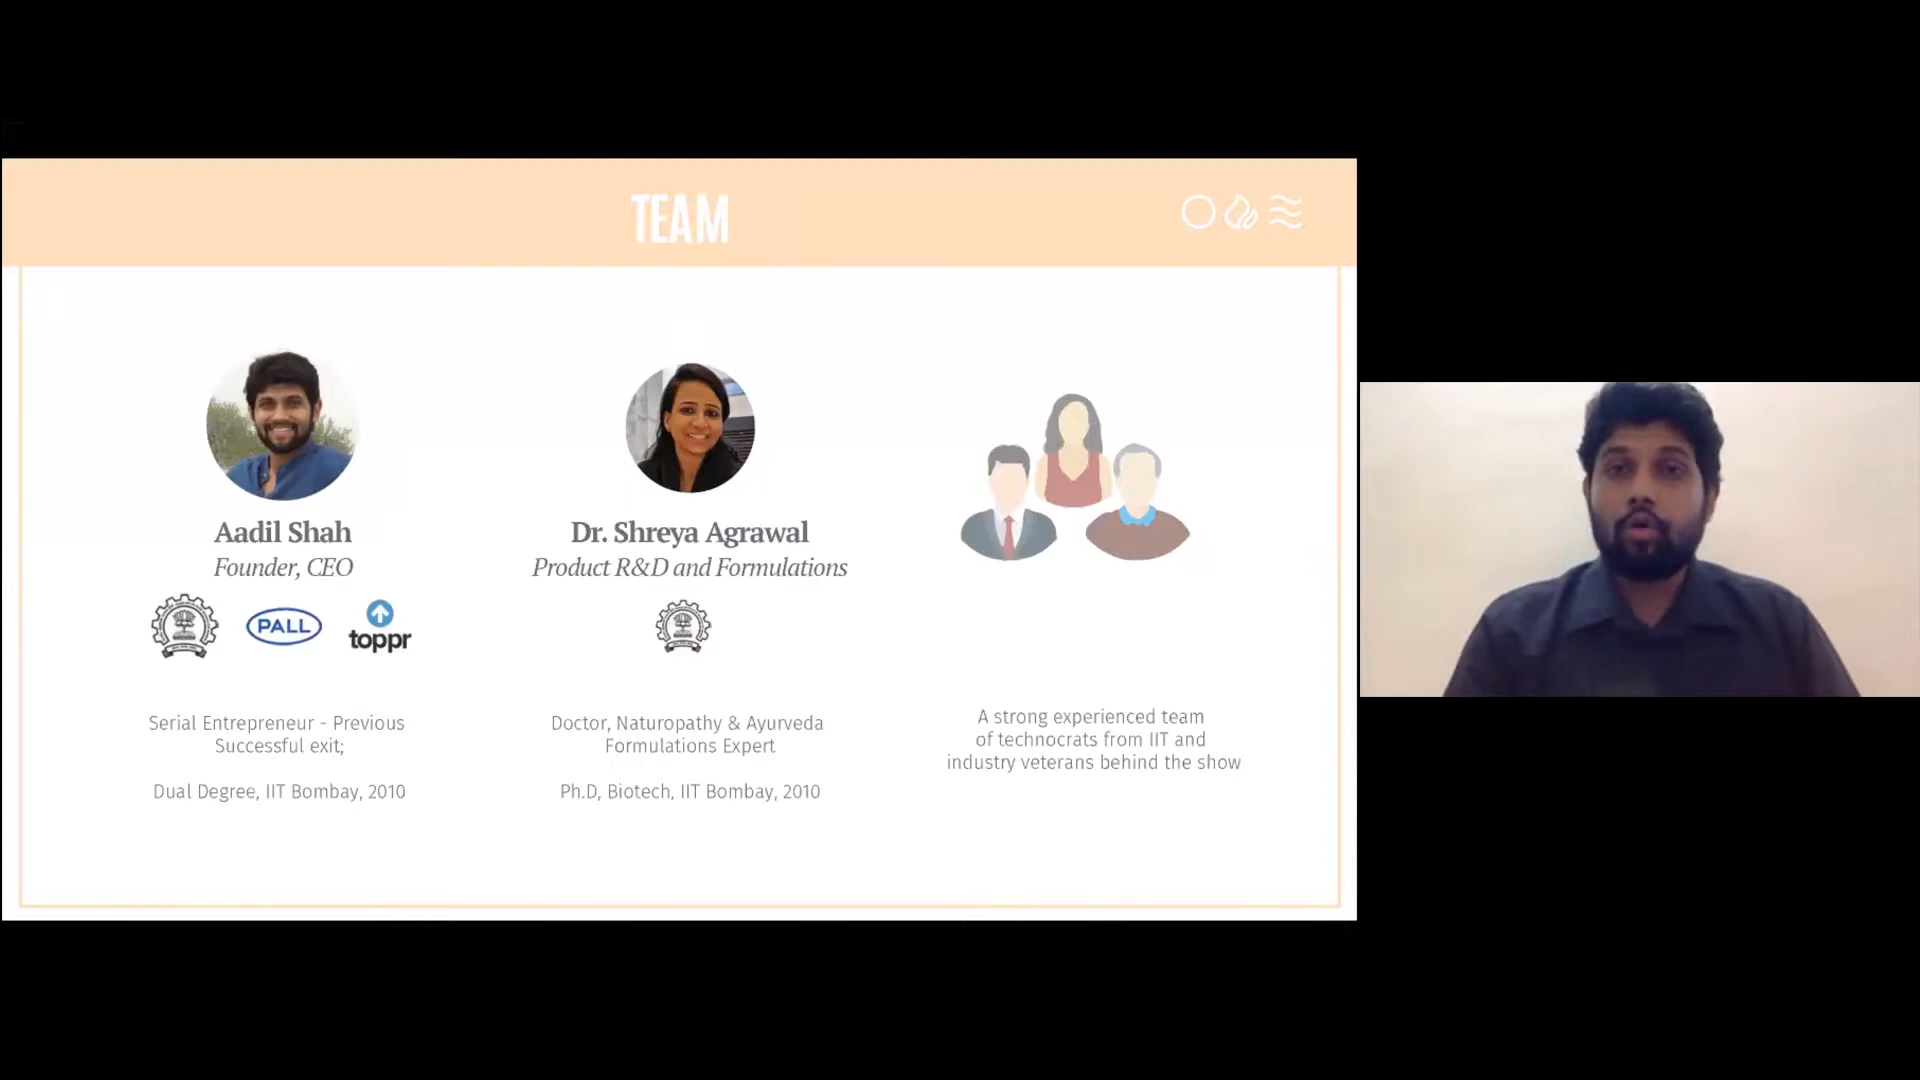 TEAM
Aadil Shah
Founder, CEO
PALL
toppr
Serial Entrepreneur - Previous
Successful exit;
Dual Degree, IIT Bombay, 2010
Dr. Shreya Agrawal
Product R&D and Formulations
Doctor, Naturopathy & Ayurveda
Formulations Expert
Ph.D, Biotech, IIT Bombay, 2010
A strong experienced team
of technocrats from IIT and
industry veterans behind the show